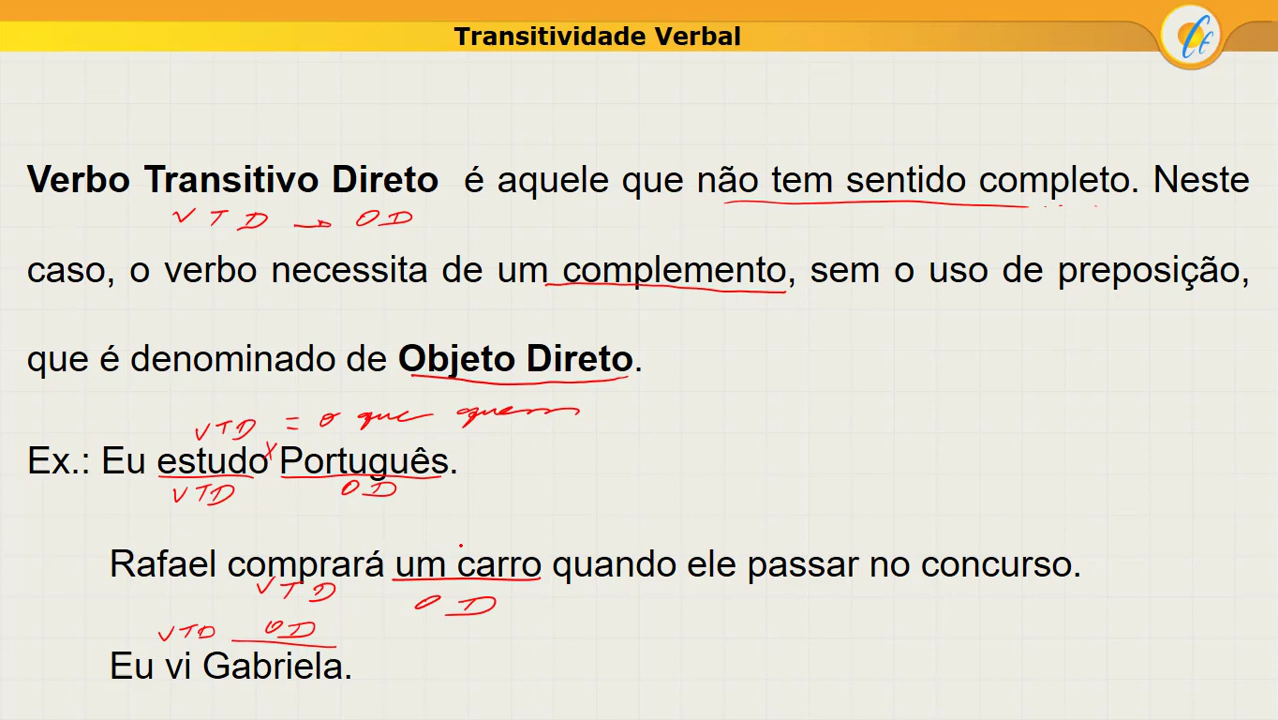 Transitividade Verbal
Verbo Transitivo Direto é aquele que não tem sentido completo. Neste
VTD → OD
caso, o verbo necessita de um complemento, sem o uso de preposição,
que é denominado de Objeto Direto.
VTD = o que quem
Ex.: Eu estudo x Português.
VTD OD
Rafael comprará um carro quando ele passar no concurso.
VTD OD
VTD OD
Eu vi Gabriela.